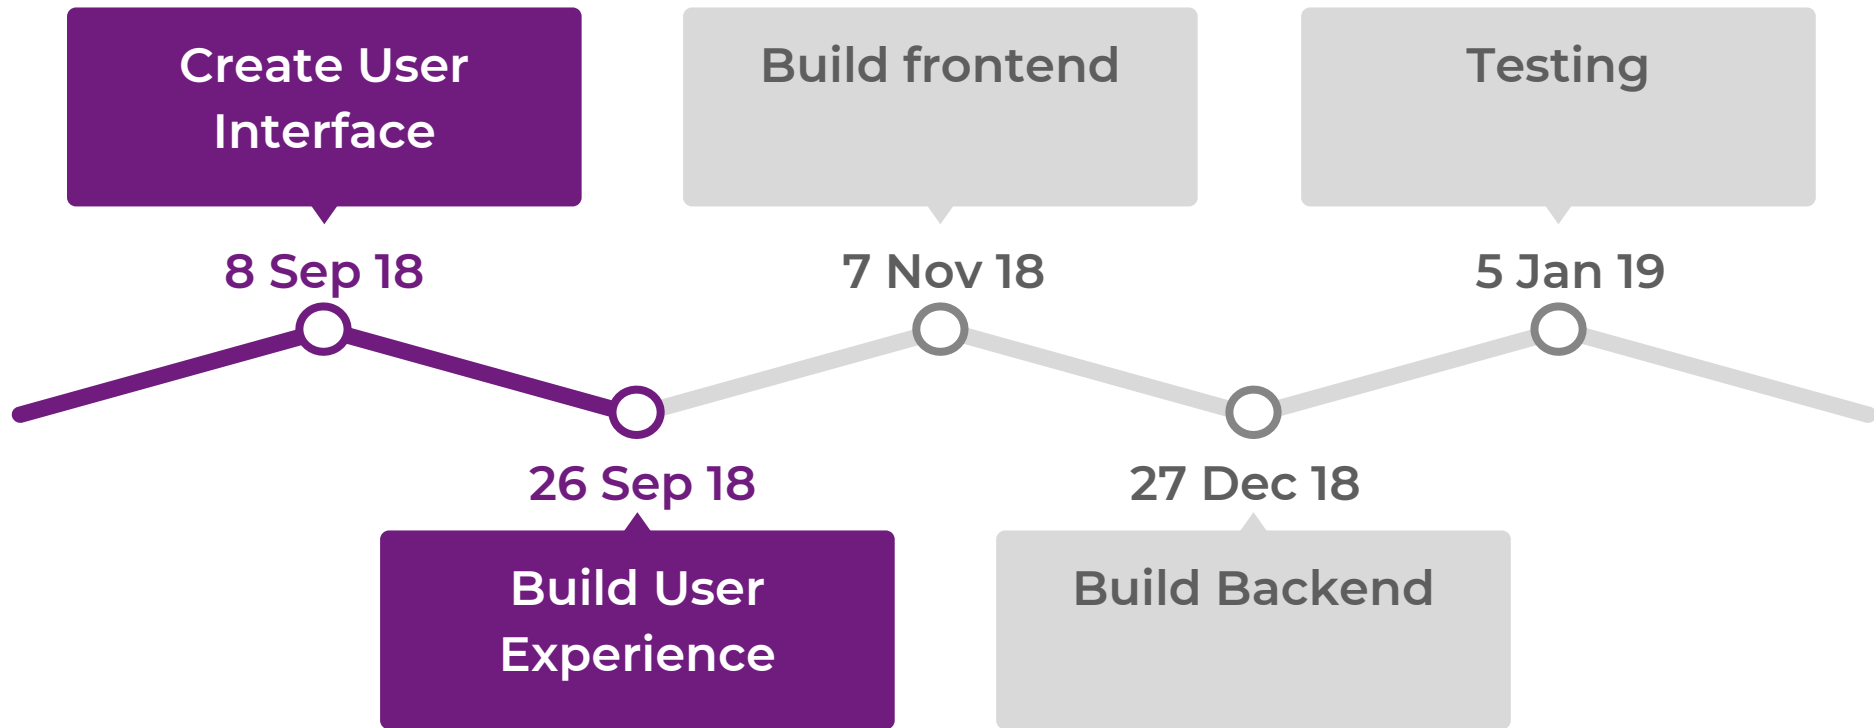 Create User
Interface
8 Sep 18
26 Sep 18
Build User
Experience
Build frontend
7 Nov 18
27 Dec 18
Build Backend
Testing
5 Jan 19